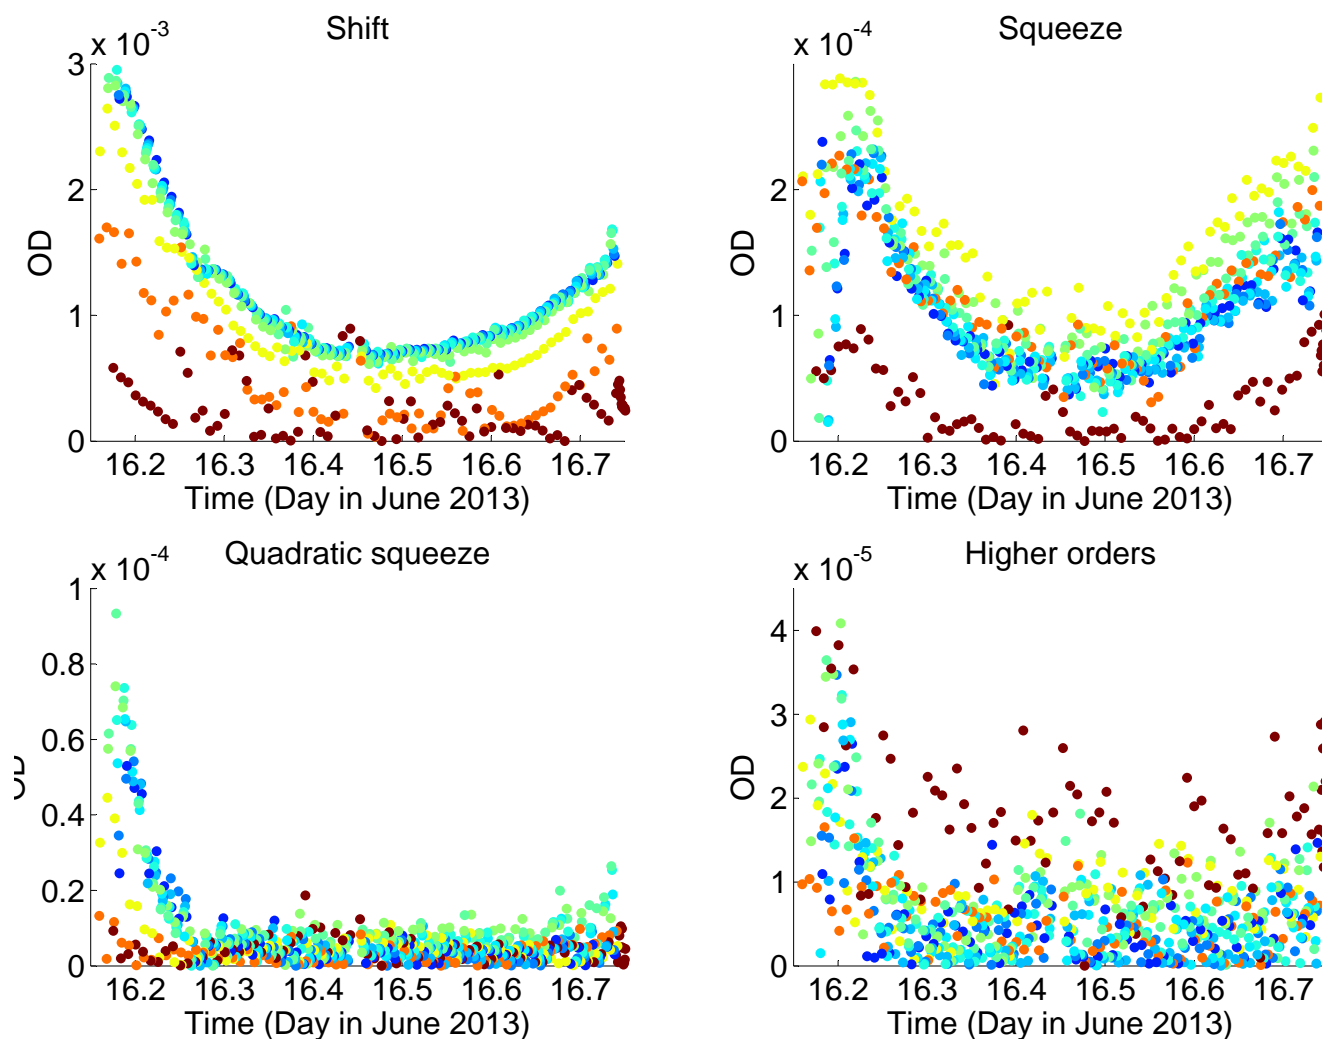 Shift
x 10^-3
3
2
1
0
OD
16.2 16.3 16.4 16.5 16.6 16.7
Time (Day in June 2013)
Squeeze
x 10^-4
2
1
0
OD
16.2 16.3 16.4 16.5 16.6 16.7
Time (Day in June 2013)
Quadratic squeeze
x 10^-4
1
0.8
0.6
0.4
0.2
0
OD
16.2 16.3 16.4 16.5 16.6 16.7
Time (Day in June 2013)
Higher orders
x 10^-5
4
3
2
1
0
OD
16.2 16.3 16.4 16.5 16.6 16.7
Time (Day in June 2013)